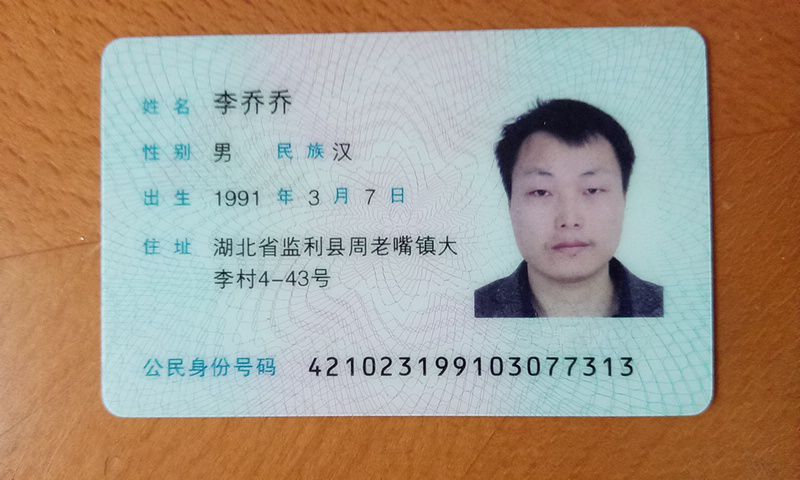 姓名 李乔乔
性别 男 民族 汉
出生 1991 年 3 月 7 日
住址 湖北省监利县周老嘴镇大
李村4-43号
公民身份号码 421023199103077313